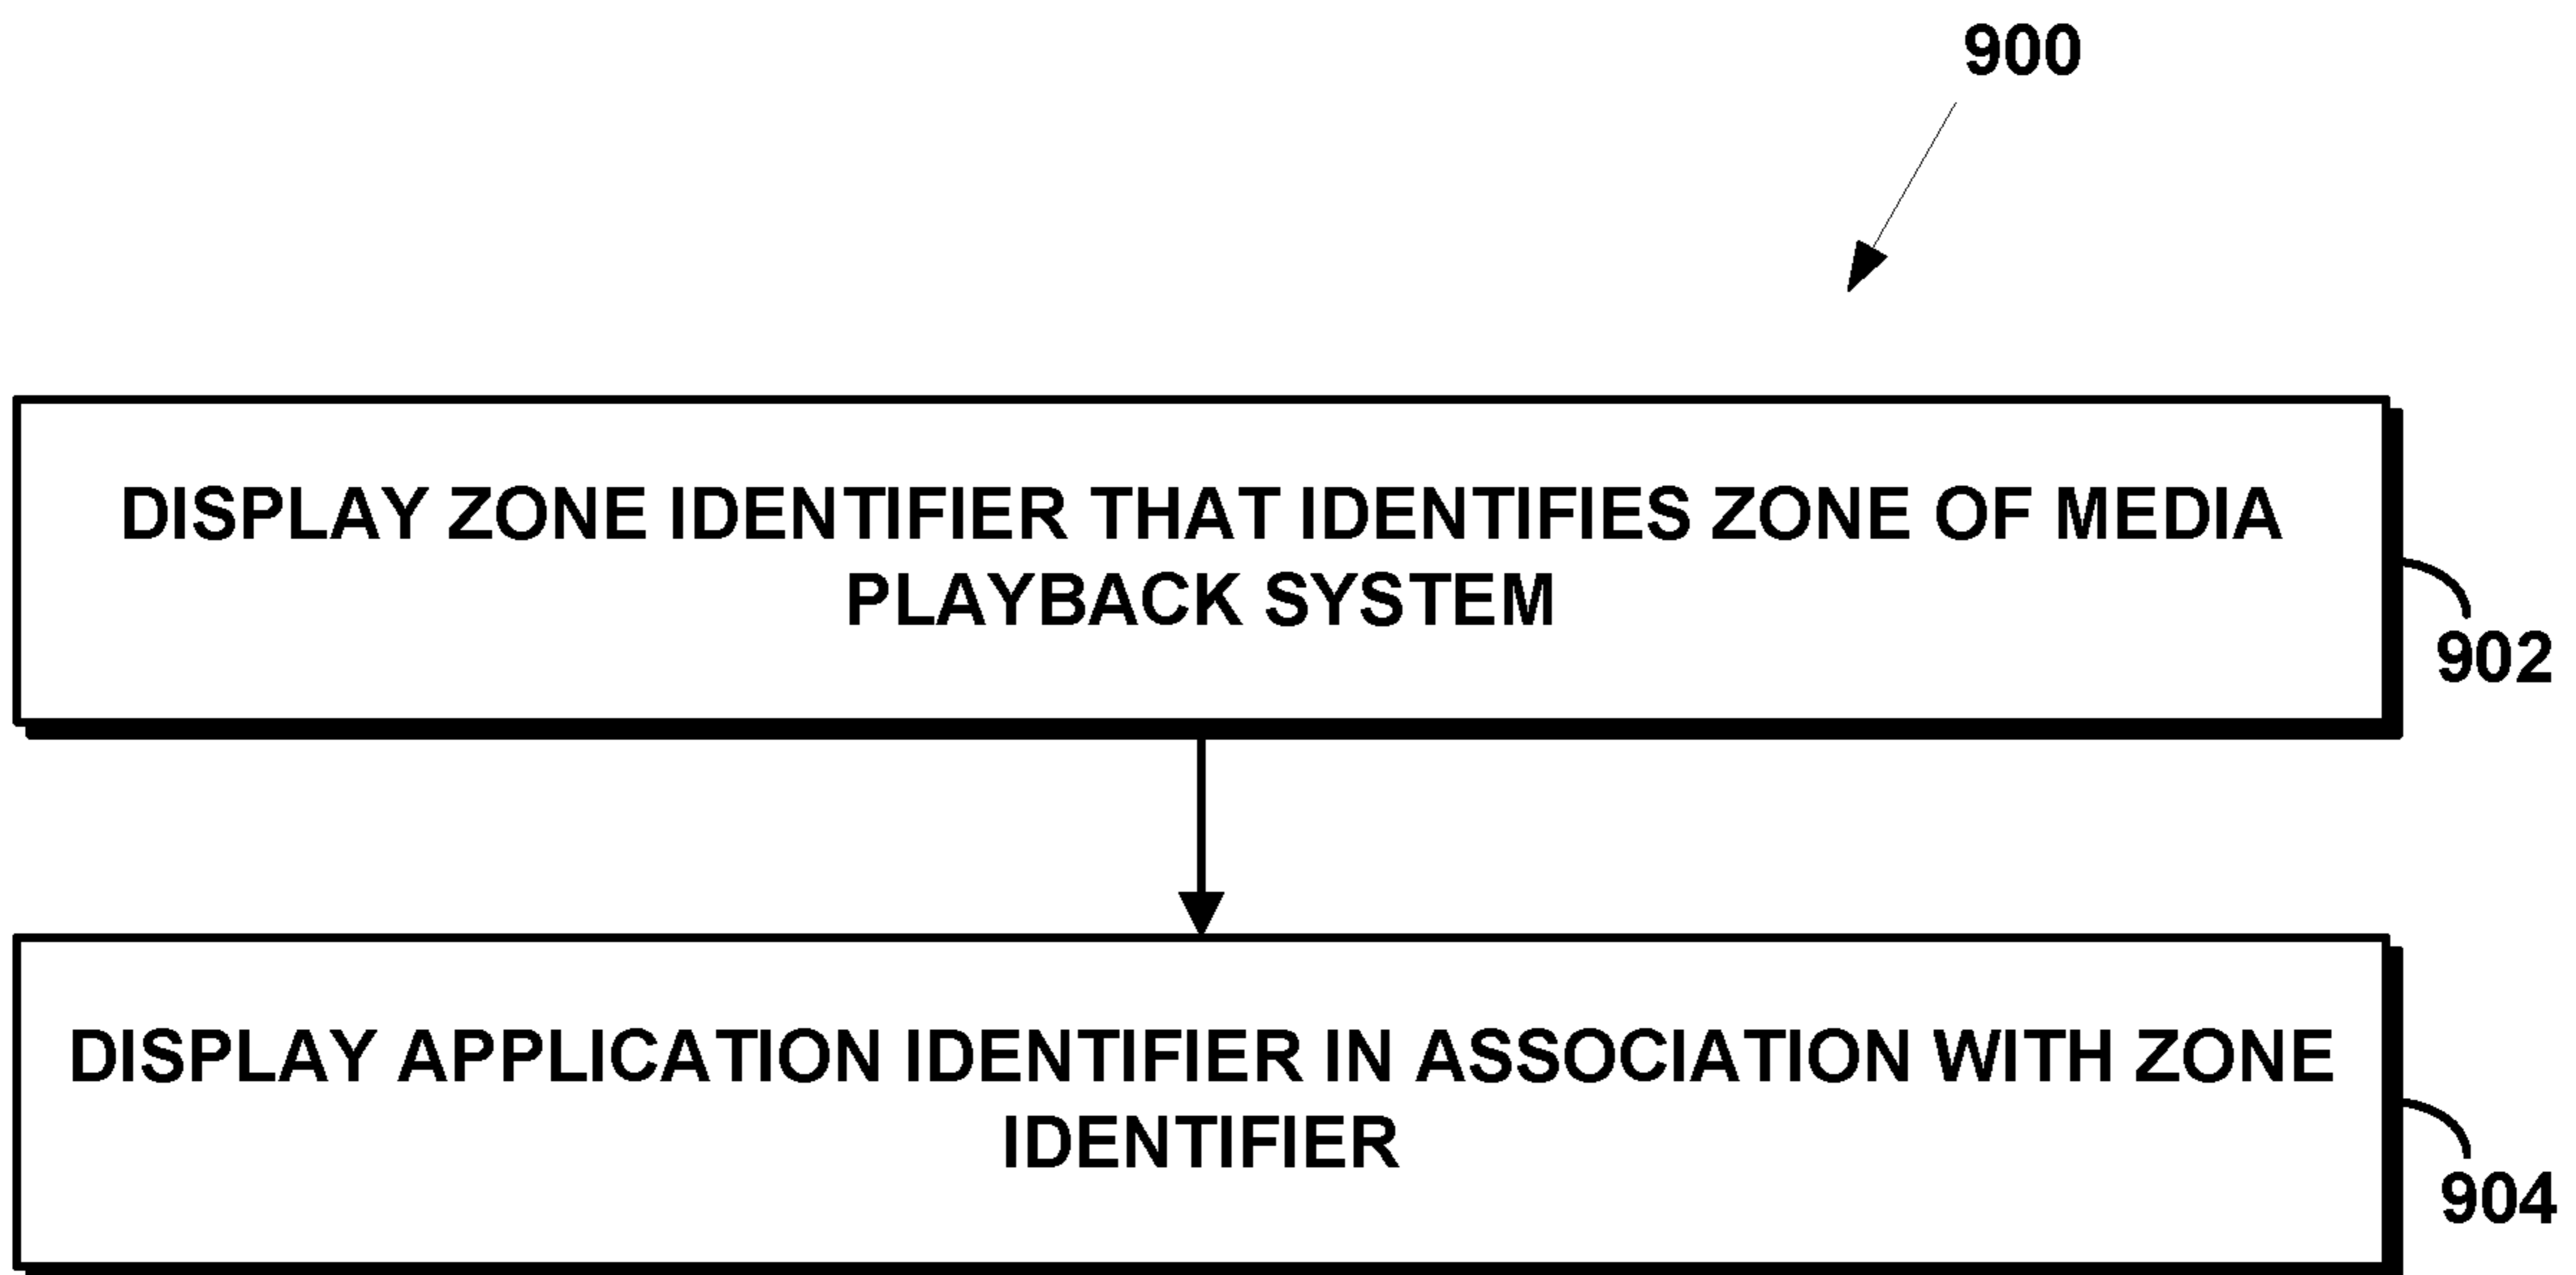 900
DISPLAY ZONE IDENTIFIER THAT IDENTIFIES ZONE OF MEDIA
PLAYBACK SYSTEM
902
DISPLAY APPLICATION IDENTIFIER IN ASSOCIATION WITH ZONE
IDENTIFIER
904